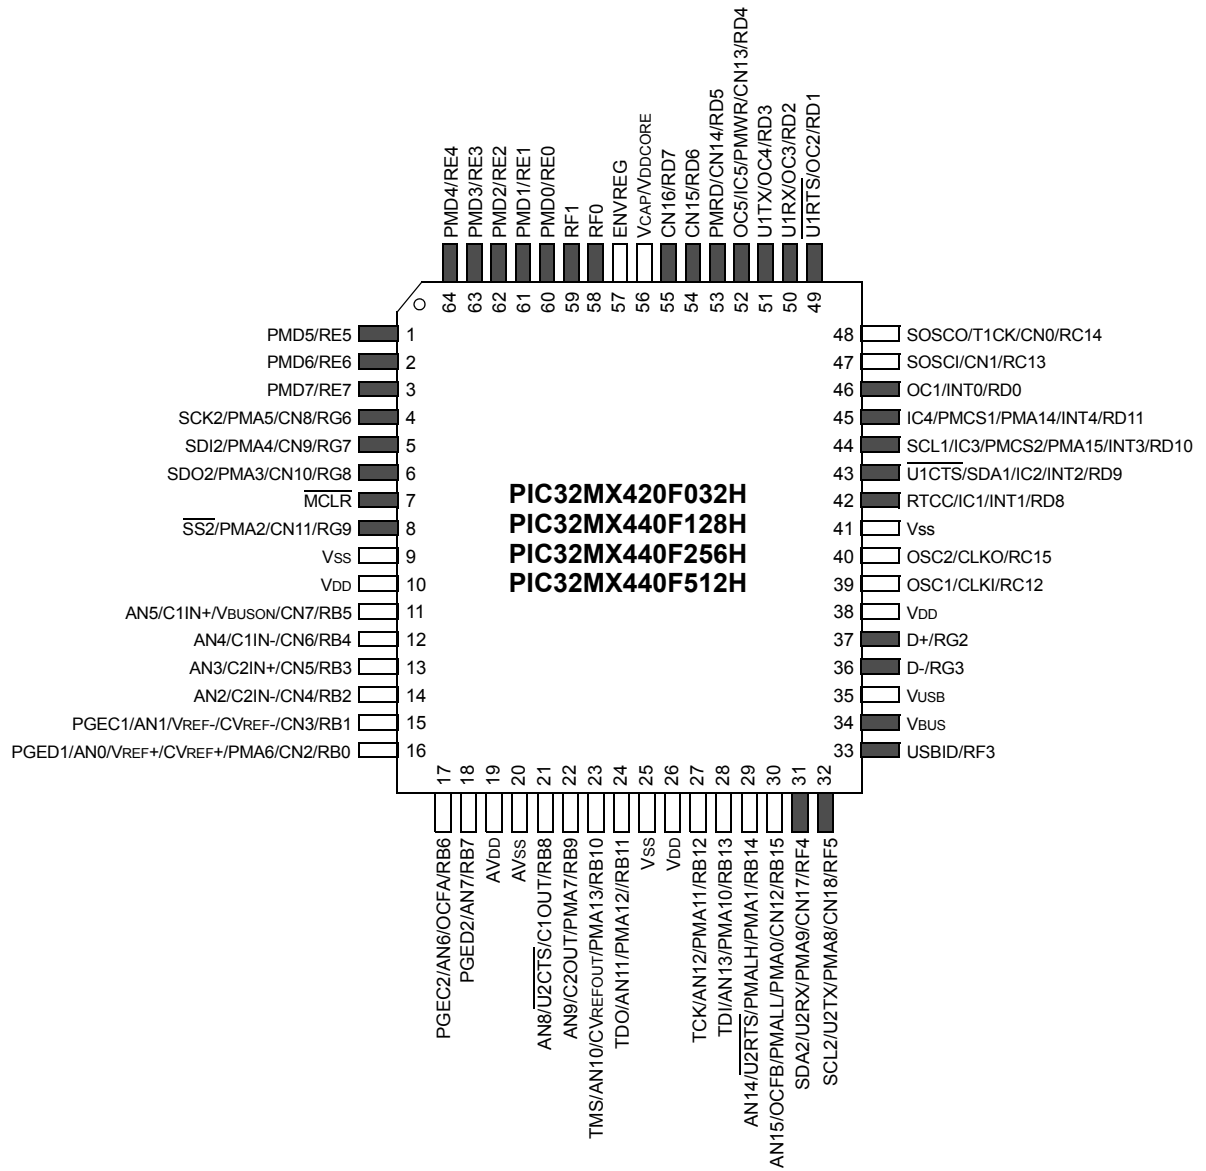 PMD4/RE4
PMD3/RE3
PMD2/RE2
PMD1/RE1
PMD0/RE0
RF1
RF0
ENVREG
VCAP/VDDCORE
CN16/RD7
CN15/RD6
PMRD/CN14/RD5
OC5/IC5/PMWR/CN13/RD4
U1TX/OC4/RD3
U1RX/OC3/RD2
U1RTS/OC2/RD1
64
63
62
61
60
59
58
57
56
55
54
53
52
51
50
49
PMD5/RE5 1
PMD6/RE6 2
PMD7/RE7 3
SCK2/PMA5/CN8/RG6 4
SDI2/PMA4/CN9/RG7 5
SDO2/PMA3/CN10/RG8 6
MCLR 7
SS2/PMA2/CN11/RG9 8
VSS 9
VDD 10
AN5/C1IN+/VBUSON/CN7/RB5 11
AN4/C1IN-/CN6/RB4 12
AN3/C2IN+/CN5/RB3 13
AN2/C2IN-/CN4/RB2 14
PGEC1/AN1/VREF-/CVREF-/CN3/RB1 15
PGED1/AN0/VREF+/CVREF+/PMA6/CN2/RB0 16
PIC32MX420F032H
PIC32MX440F128H
PIC32MX440F256H
PIC32MX440F512H
48 SOSCO/T1CK/CN0/RC14
47 SOSCI/CN1/RC13
46 OC1/INT0/RD0
45 IC4/PMCS1/PMA14/INT4/RD11
44 SCL1/IC3/PMCS2/PMA15/INT3/RD10
43 U1CTS/SDA1/IC2/INT2/RD9
42 RTCC/IC1/INT1/RD8
41 Vss
40 OSC2/CLKO/RC15
39 OSC1/CLKI/RC12
38 VDD
37 D+/RG2
36 D-/RG3
35 VUSB
34 VBUS
33 USBID/RF3
17
18
19
20
21
22
23
24
25
26
27
28
29
30
31
32
PGEC2/AN6/OCFA/RB6
PGED2/AN7/RB7
AVDD
AVSS
AN8/U2CTS/C1OUT/RB8
AN9/C2OUT/PMA7/RB9
TMS/AN10/CVREFOUT/PMA13/RB10
TDO/AN11/PMA12//RB11
VSS
VDD
TCK/AN12/PMA11/RB12
TDI/AN13/PMA10/RB13
AN14/U2RTS/PMALH/PMA1/RB14
AN15/OCFB/PMALL/PMA0/CN12/RB15
SDA2/U2RX/PMA9/CN17/RF4
SCL2/U2TX/PMA8/CN18/RF5